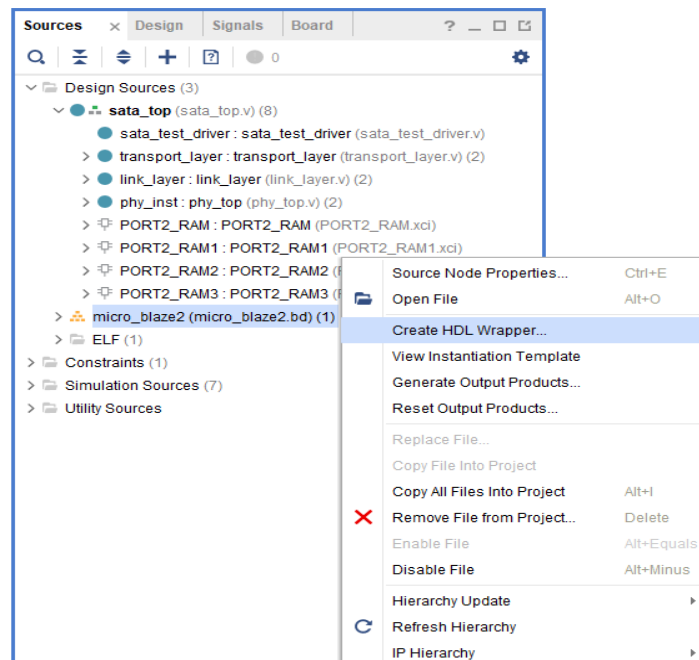 Sources × Design Signals Board ? _
0
Design Sources (3)
sata_top (sata_top.v) (8)
sata_test_driver : sata_test_driver (sata_test_driver.v)
transport_layer : transport_layer (transport_layer.v) (2)
link_layer : link_layer (link_layer.v) (2)
phy_inst : phy_top (phy_top.v) (2)
PORT2_RAM : PORT2_RAM (PORT2_RAM.xci)
PORT2_RAM1 : PORT2_RAM1 (PORT2_RAM1.xci)
PORT2_RAM2 : PORT2_RAM2
PORT2_RAM3 : PORT2_RAM3
micro_blaze2 (micro_blaze2.bd) (1)
ELF (1)
Constraints (1)
Simulation Sources (7)
Utility Sources
Source Node Properties... Ctrl+E
Open File Alt+O
Create HDL Wrapper...
View Instantiation Template
Generate Output Products...
Reset Output Products...
Replace File...
Copy File Into Project
Copy All Files Into Project Alt+I
Remove File from Project... Delete
Enable File Alt+Equals
Disable File Alt+Minus
Hierarchy Update
Refresh Hierarchy
IP Hierarchy